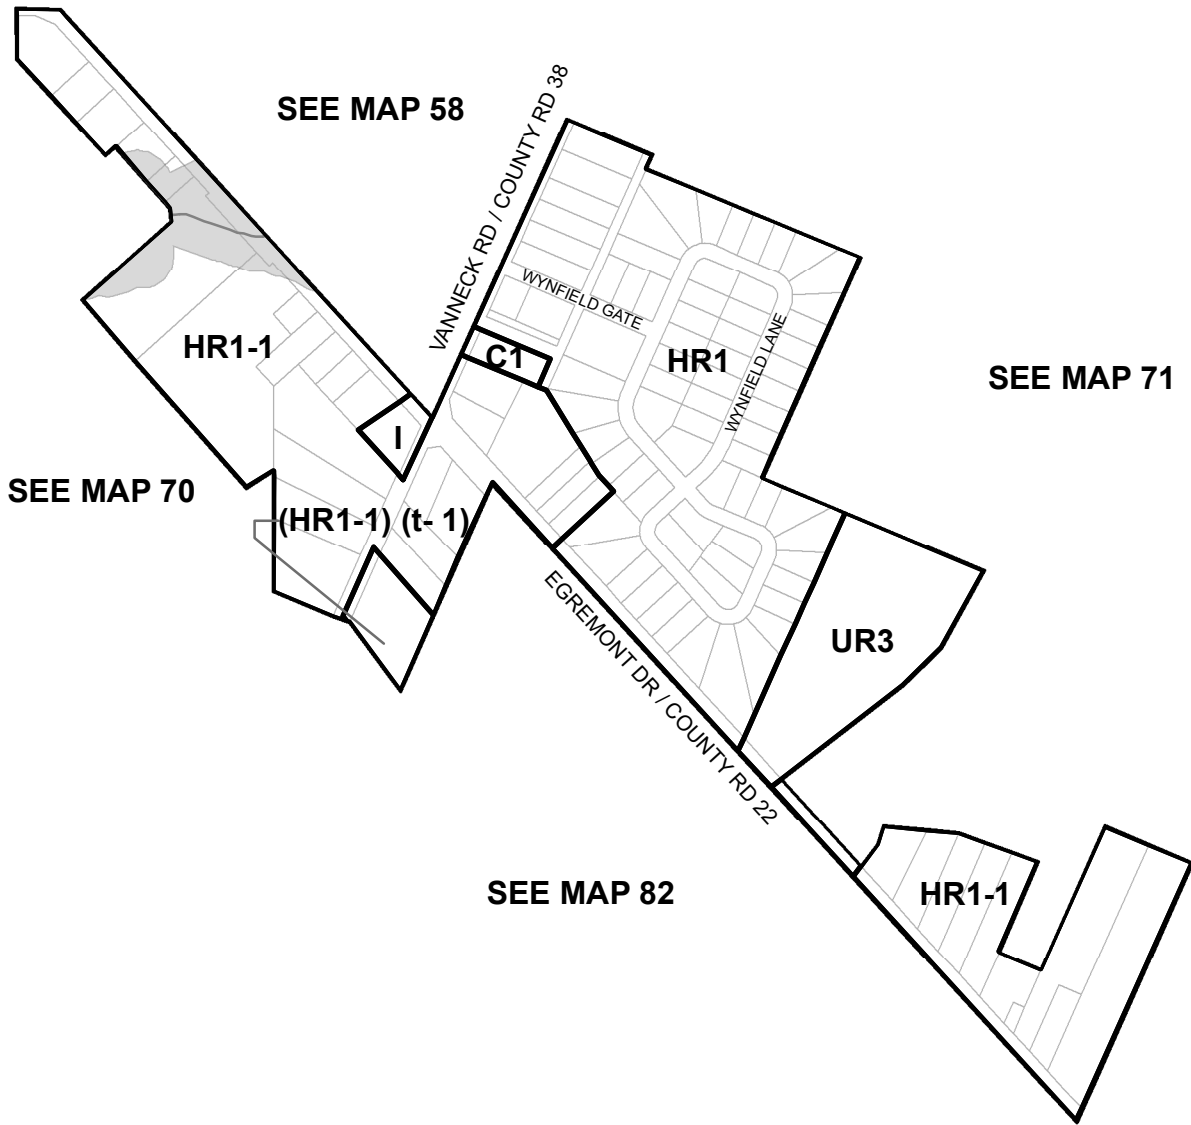 SEE MAP 58
VANNECK RD / COUNTY RD 38
WYNFIELD GATE
WYNFIELD LANE
HR1-1
C1
HR1
SEE MAP 71
I
SEE MAP 70
(HR1-1) (t- 1)
EGREMONT DR / COUNTY RD 22
UR3
SEE MAP 82
HR1-1